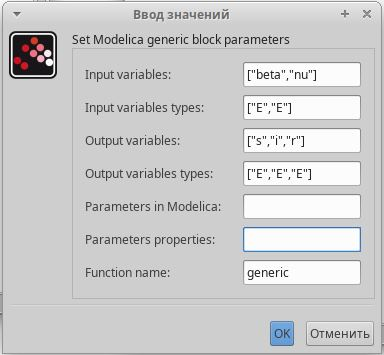 Ввод значений
Set Modelica generic block parameters
Input variables: ["beta","nu"]
Input variables types: ["E","E"]
Output variables: ["s","i","r"]
Output variables types: ["E","E","E"]
Parameters in Modelica:
Parameters properties:
Function name: generic
OK Отменить